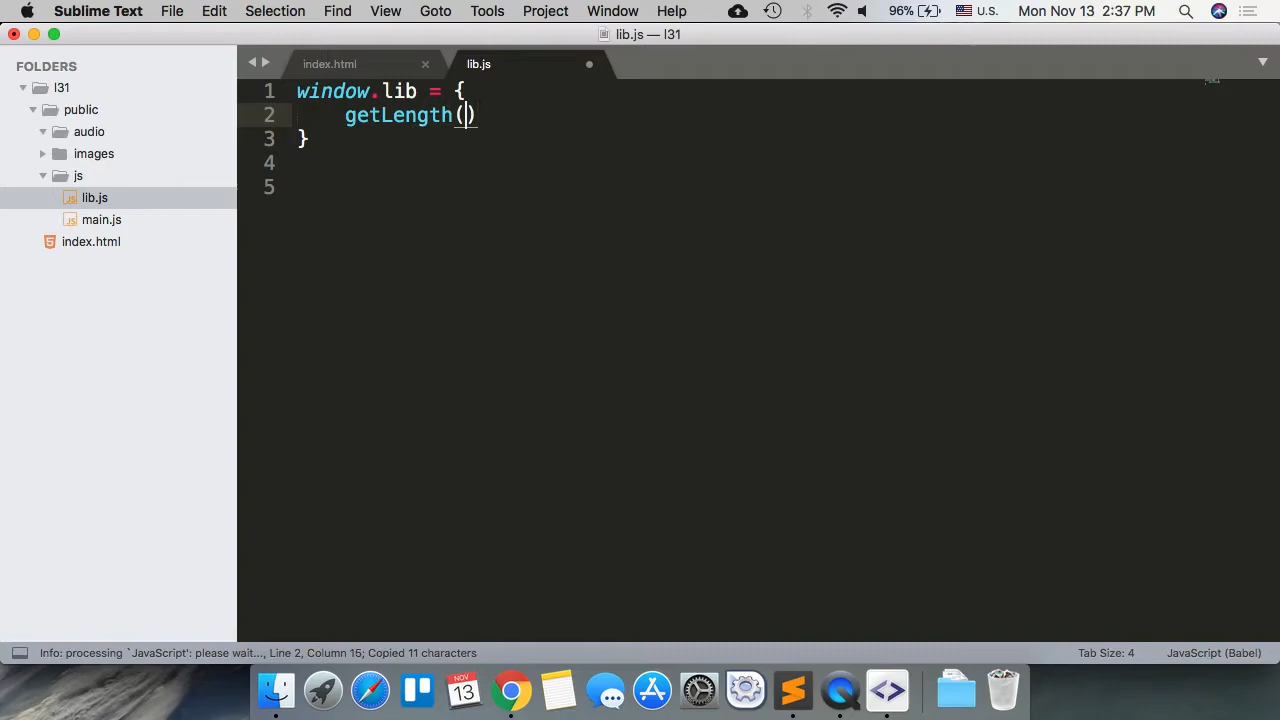 Sublime Text File Edit Selection Find View Goto Tools Project Window Help 96% U.S. Mon Nov 13 2:37 PM
lib.js — l31
FOLDERS
l31
public
audio
images
js
lib.js
main.js
index.html
index.html × lib.js
1 window.lib = {
2 getLength()
3 }
4
5
Info: processing `JavaScript': please wait..., Line 2, Column 15; Copied 11 characters Tab Size: 4 JavaScript (Babel)
NOV
13